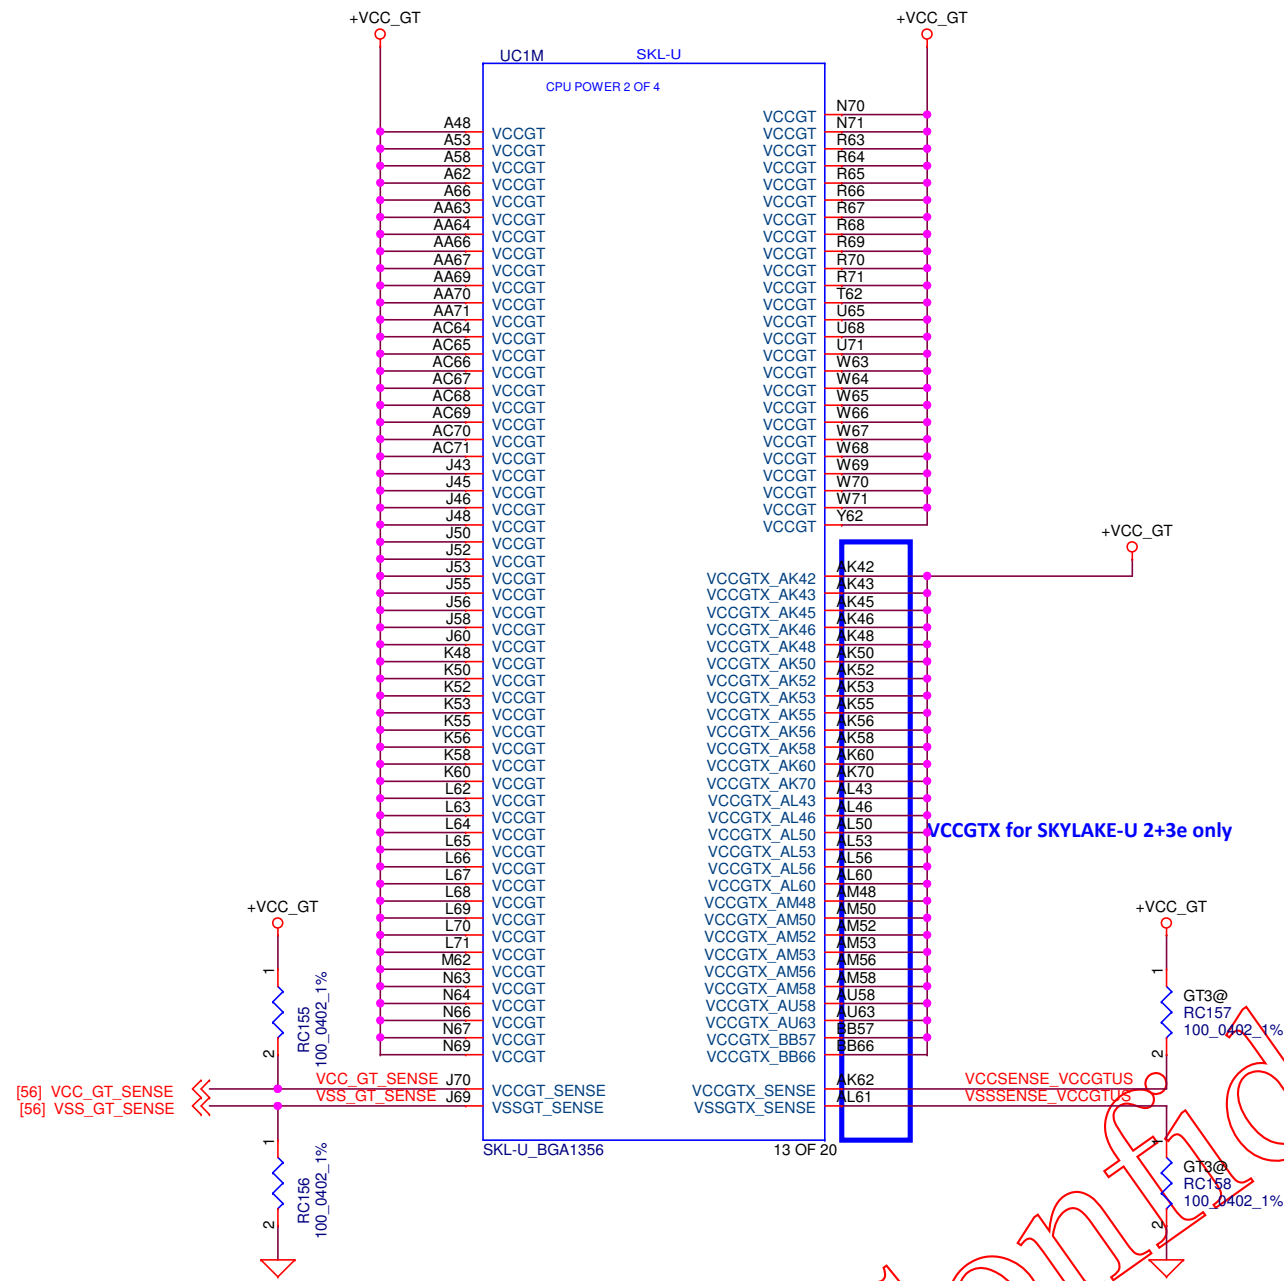 +VCC_GT
+VCC_GT
UC1M
SKL-U
CPU POWER 2 OF 4
A48 VCCGT
A53 VCCGT
A58 VCCGT
A62 VCCGT
A66 VCCGT
AA63 VCCGT
AA64 VCCGT
AA66 VCCGT
AA67 VCCGT
AA69 VCCGT
AA70 VCCGT
AA71 VCCGT
AC64 VCCGT
AC65 VCCGT
AC66 VCCGT
AC67 VCCGT
AC68 VCCGT
AC69 VCCGT
AC70 VCCGT
AC71 VCCGT
J43 VCCGT
J45 VCCGT
J46 VCCGT
J48 VCCGT
J50 VCCGT
J52 VCCGT
J53 VCCGT
J55 VCCGT
J56 VCCGT
J58 VCCGT
J60 VCCGT
K48 VCCGT
K50 VCCGT
K52 VCCGT
K53 VCCGT
K55 VCCGT
K56 VCCGT
K58 VCCGT
K60 VCCGT
L62 VCCGT
L63 VCCGT
L64 VCCGT
L65 VCCGT
L66 VCCGT
L67 VCCGT
L68 VCCGT
L69 VCCGT
L70 VCCGT
L71 VCCGT
M62 VCCGT
N63 VCCGT
N64 VCCGT
N66 VCCGT
N67 VCCGT
N69 VCCGT
VCCGT N70
VCCGT N71
VCCGT R63
VCCGT R64
VCCGT R65
VCCGT R66
VCCGT R67
VCCGT R68
VCCGT R69
VCCGT R70
VCCGT R71
VCCGT T62
VCCGT U65
VCCGT U68
VCCGT U71
VCCGT W63
VCCGT W64
VCCGT W65
VCCGT W66
VCCGT W67
VCCGT W68
VCCGT W69
VCCGT W70
VCCGT W71
VCCGT Y62
+VCC_GT
VCCGTX_AK42 AK42
VCCGTX_AK43 AK43
VCCGTX_AK45 AK45
VCCGTX_AK46 AK46
VCCGTX_AK48 AK48
VCCGTX_AK50 AK50
VCCGTX_AK52 AK52
VCCGTX_AK53 AK53
VCCGTX_AK55 AK55
VCCGTX_AK56 AK56
VCCGTX_AK58 AK58
VCCGTX_AK60 AK60
VCCGTX_AK70 AK70
VCCGTX_AL43 AL43
VCCGTX_AL46 AL46
VCCGTX_AL50 AL50
VCCGTX_AL53 AL53
VCCGTX_AL56 AL56
VCCGTX_AL60 AL60
VCCGTX_AM48 AM48
VCCGTX_AM50 AM50
VCCGTX_AM52 AM52
VCCGTX_AM53 AM53
VCCGTX_AM56 AM56
VCCGTX_AM58 AM58
VCCGTX_AU58 AU58
VCCGTX_AU63 AU63
VCCGTX_BB57 BB57
VCCGTX_BB66 BB66
VCCGTX for SKYLAKE-U 2+3e only
+VCC_GT
1
RC155
100_0402_1%
2
+VCC_GT
1
GT3@
RC157
100_0402_1%
2
[56] VCC_GT_SENSE
VCC_GT_SENSE J70 VCCGT_SENSE
[56] VSS_GT_SENSE
VSS_GT_SENSE J69 VSSGT_SENSE
VCCGTX_SENSE AK62 VCCSENSE_VCCGTUS
VSSGTX_SENSE AL61 VSSSENSE_VCCGTUS
SKL-U_BGA1356
13 OF 20
1
RC156
100_0402_1%
2
1
GT3@
RC158
100_0402_1%
2